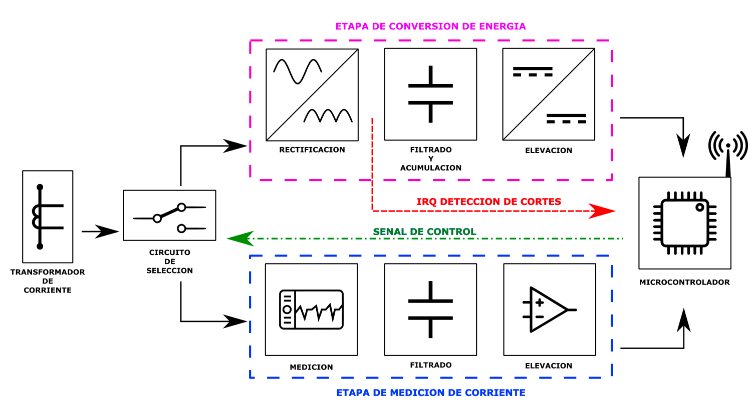 ETAPA DE CONVERSION DE ENERGIA
RECTIFICACION
FILTRADO
Y
ACUMULACION
ELEVACION
IRQ DETECCION DE CORTES
SENAL DE CONTROL
TRANSFORMADOR
DE
CORRIENTE
CIRCUITO
DE
SELECCION
MICROCONTROLADOR
MEDICION
FILTRADO
ELEVACION
ETAPA DE MEDICION DE CORRIENTE